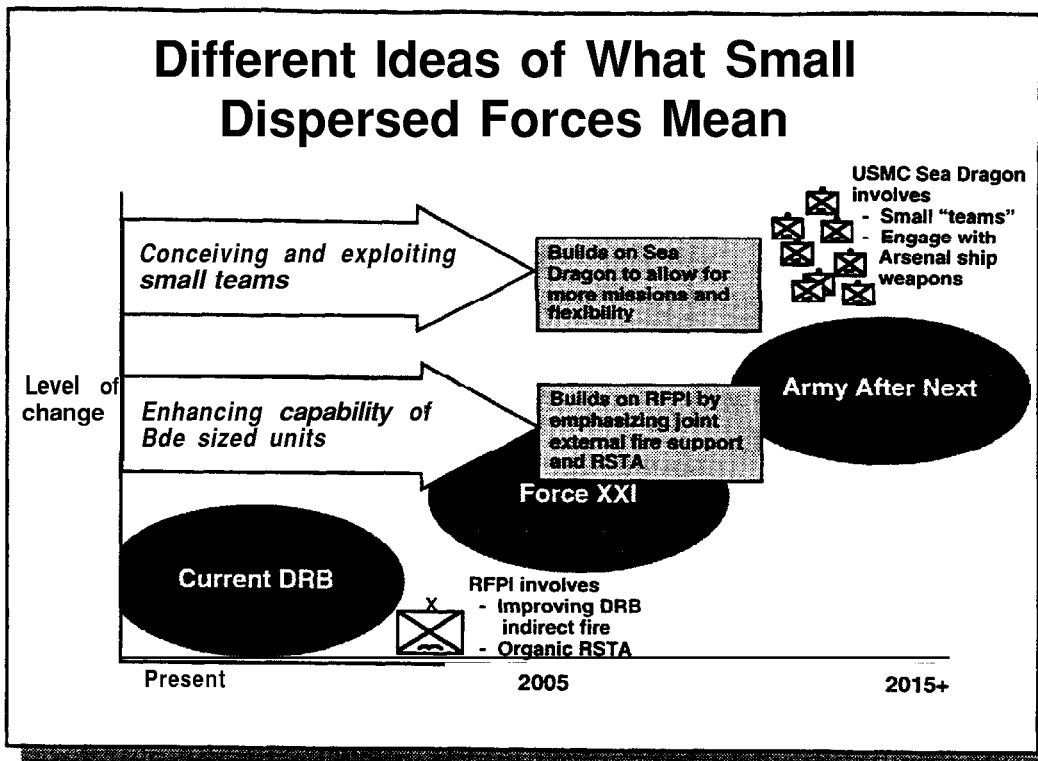 Different Ideas of What Small
Dispersed Forces Mean
USMC Sea Dragon
involves
- Small “teams”
- Engage with
Arsenal ship
weapons
Conceiving and exploiting
small teams
Builds on Sea
Dragon to allow for
more missions and
flexibility
Level of
change
Enhancing capability of
Bde sized units
Builds on RFPI by
emphasizing joint
external fire support
and RSTA
Army After Next
Force XXI
Current DRB
RFPI involves
- Improving DRB
indirect fire
- Organic RSTA
X
Present
2005
2015+